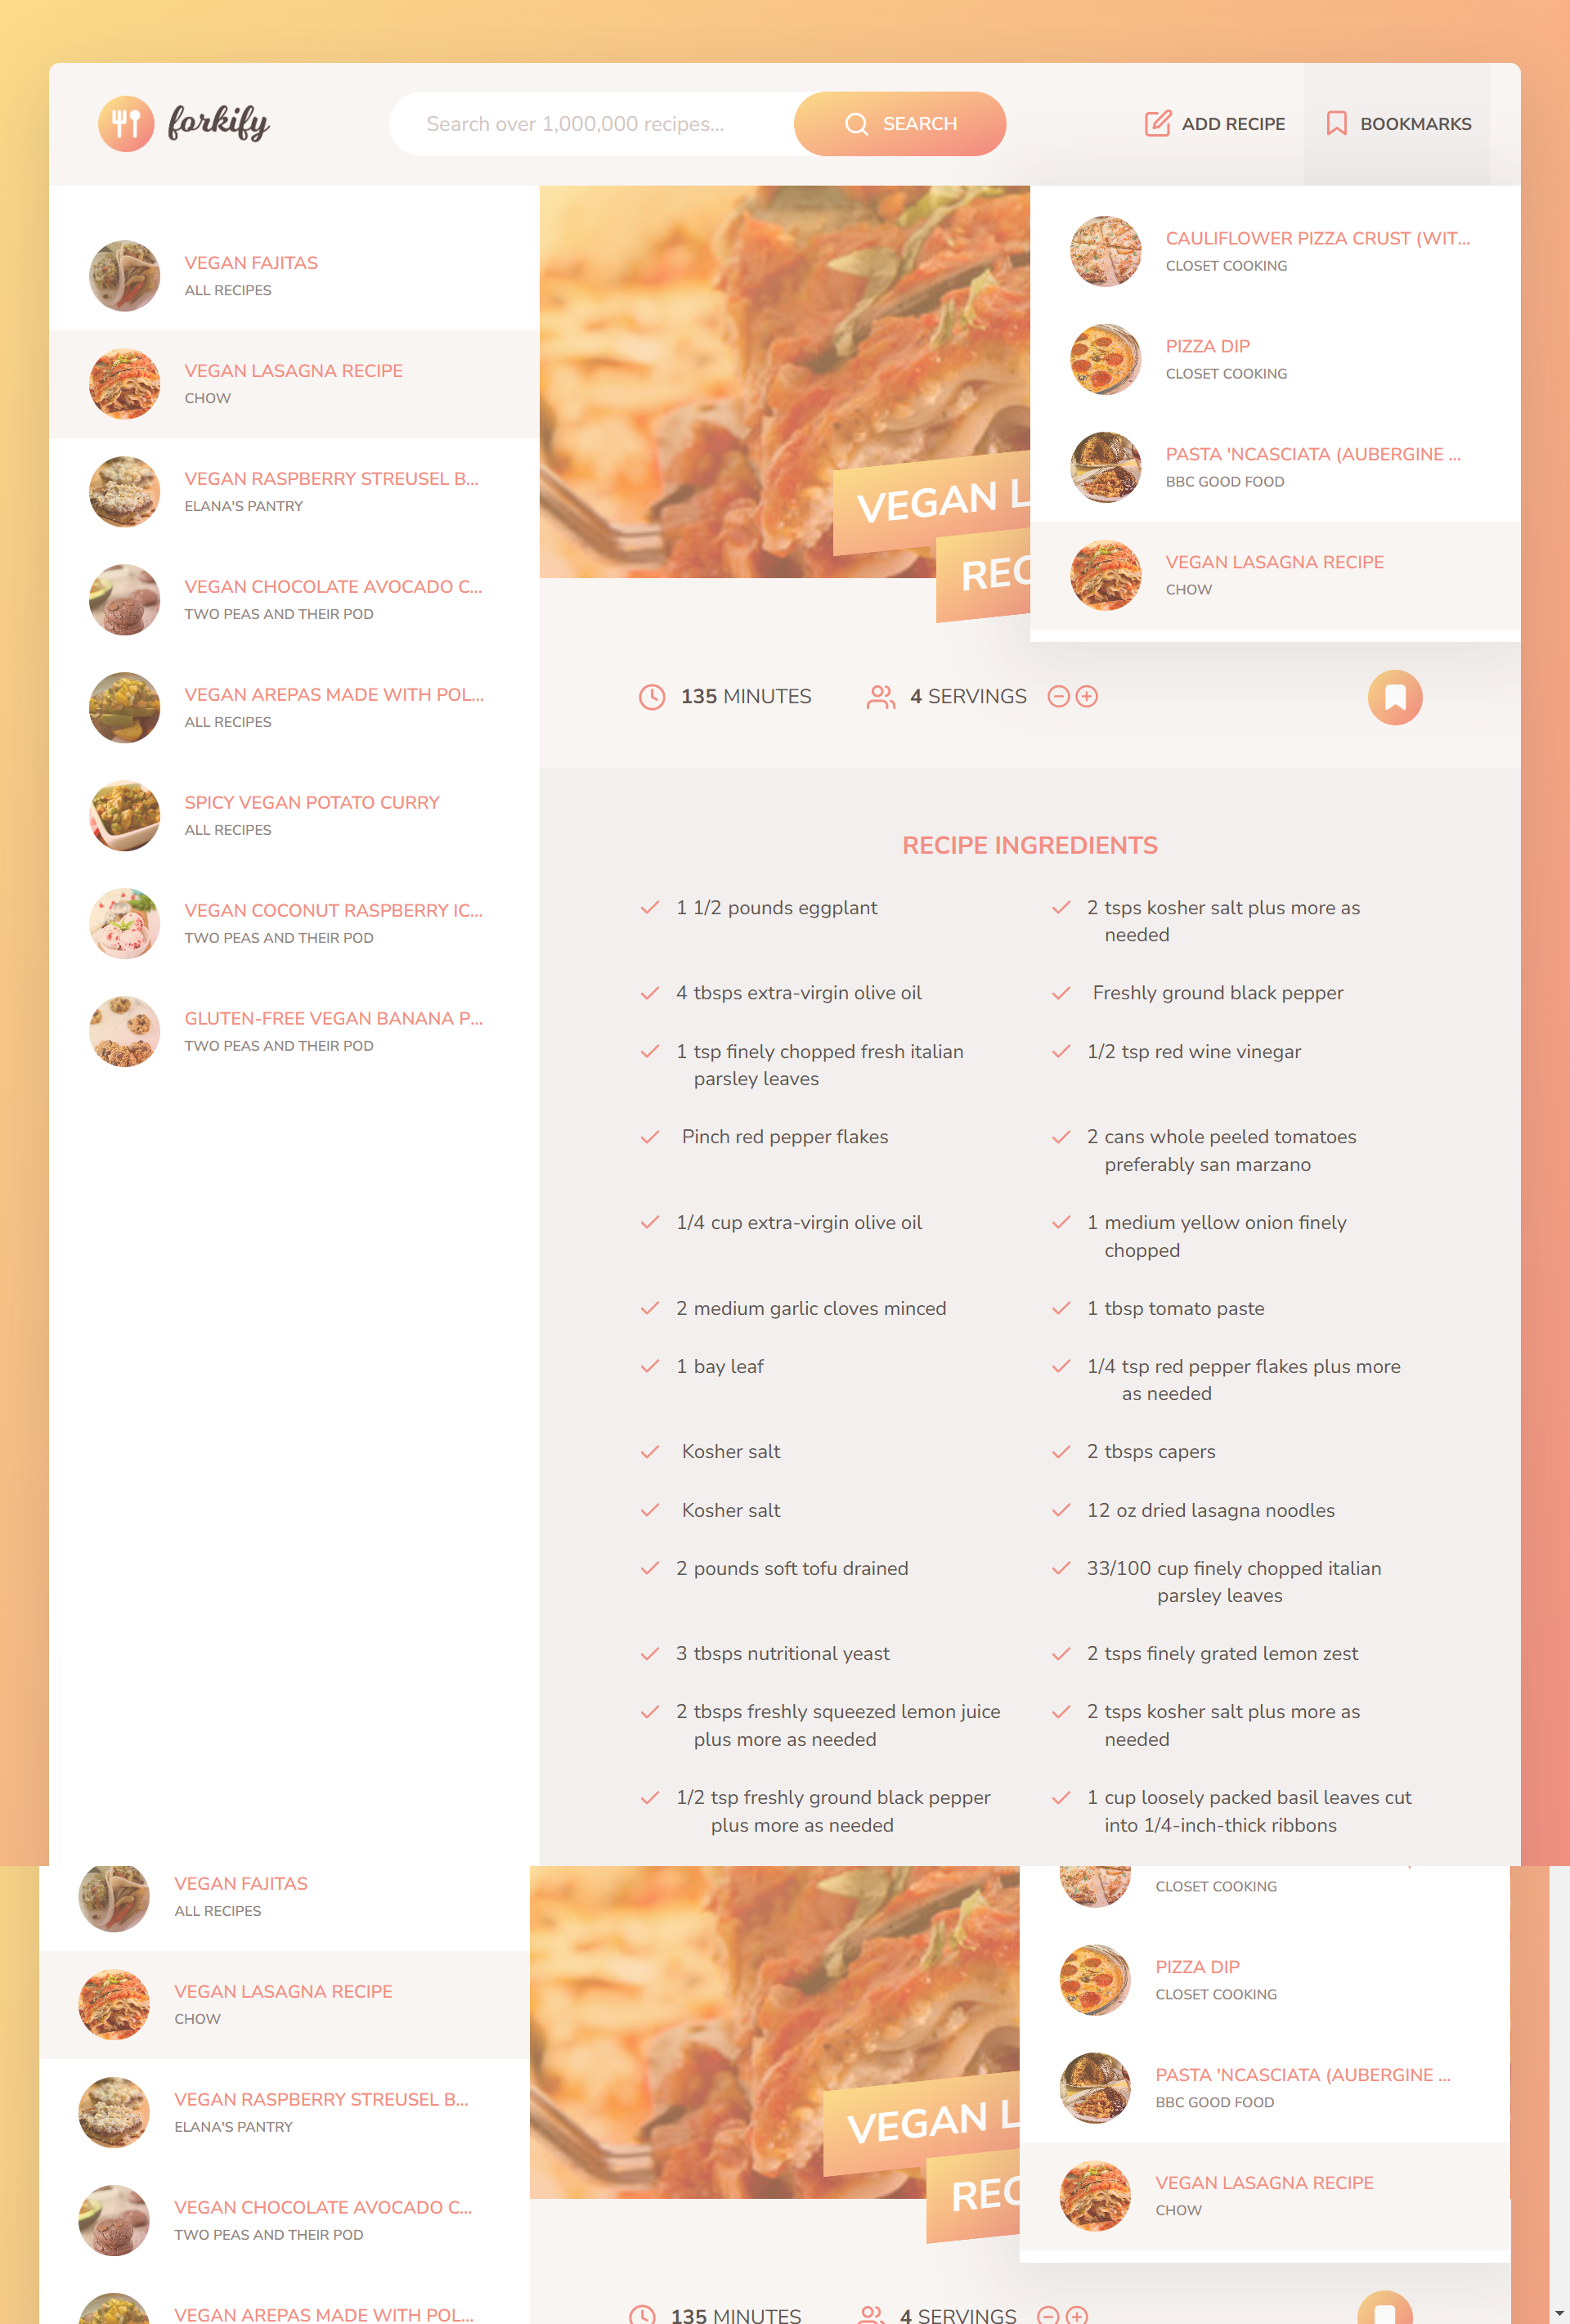 forkify
Search over 1,000,000 recipes...
SEARCH
ADD RECIPE
BOOKMARKS
VEGAN FAJITAS
ALL RECIPES
VEGAN LASAGNA RECIPE
CHOW
VEGAN RASPBERRY STREUSEL B...
ELANA'S PANTRY
VEGAN CHOCOLATE AVOCADO C...
TWO PEAS AND THEIR POD
VEGAN AREPAS MADE WITH POL...
ALL RECIPES
SPICY VEGAN POTATO CURRY
ALL RECIPES
VEGAN COCONUT RASPBERRY IC...
TWO PEAS AND THEIR POD
GLUTEN-FREE VEGAN BANANA P...
TWO PEAS AND THEIR POD
VEGAN L
REC
CAULIFLOWER PIZZA CRUST (WIT...
CLOSET COOKING
PIZZA DIP
CLOSET COOKING
PASTA 'NCASCIATA (AUBERGINE ...
BBC GOOD FOOD
VEGAN LASAGNA RECIPE
CHOW
135 MINUTES
4 SERVINGS
RECIPE INGREDIENTS
1 1/2 pounds eggplant
2 tsps kosher salt plus more as
needed
4 tbsps extra-virgin olive oil
Freshly ground black pepper
1 tsp finely chopped fresh italian
parsley leaves
1/2 tsp red wine vinegar
Pinch red pepper flakes
2 cans whole peeled tomatoes
preferably san marzano
1/4 cup extra-virgin olive oil
1 medium yellow onion finely
chopped
2 medium garlic cloves minced
1 tbsp tomato paste
1 bay leaf
1/4 tsp red pepper flakes plus more
as needed
Kosher salt
2 tbsps capers
Kosher salt
12 oz dried lasagna noodles
2 pounds soft tofu drained
33/100 cup finely chopped italian
parsley leaves
3 tbsps nutritional yeast
2 tsps finely grated lemon zest
2 tbsps freshly squeezed lemon juice
plus more as needed
2 tsps kosher salt plus more as
needed
1/2 tsp freshly ground black pepper
plus more as needed
1 cup loosely packed basil leaves cut
into 1/4-inch-thick ribbons
VEGAN FAJITAS
ALL RECIPES
VEGAN LASAGNA RECIPE
CHOW
VEGAN RASPBERRY STREUSEL B...
ELANA'S PANTRY
VEGAN CHOCOLATE AVOCADO C...
TWO PEAS AND THEIR POD
VEGAN AREPAS MADE WITH POL...
VEGAN L
REC
CLOSET COOKING
PIZZA DIP
CLOSET COOKING
PASTA 'NCASCIATA (AUBERGINE ...
BBC GOOD FOOD
VEGAN LASAGNA RECIPE
CHOW
135 MINUTES
4 SERVINGS